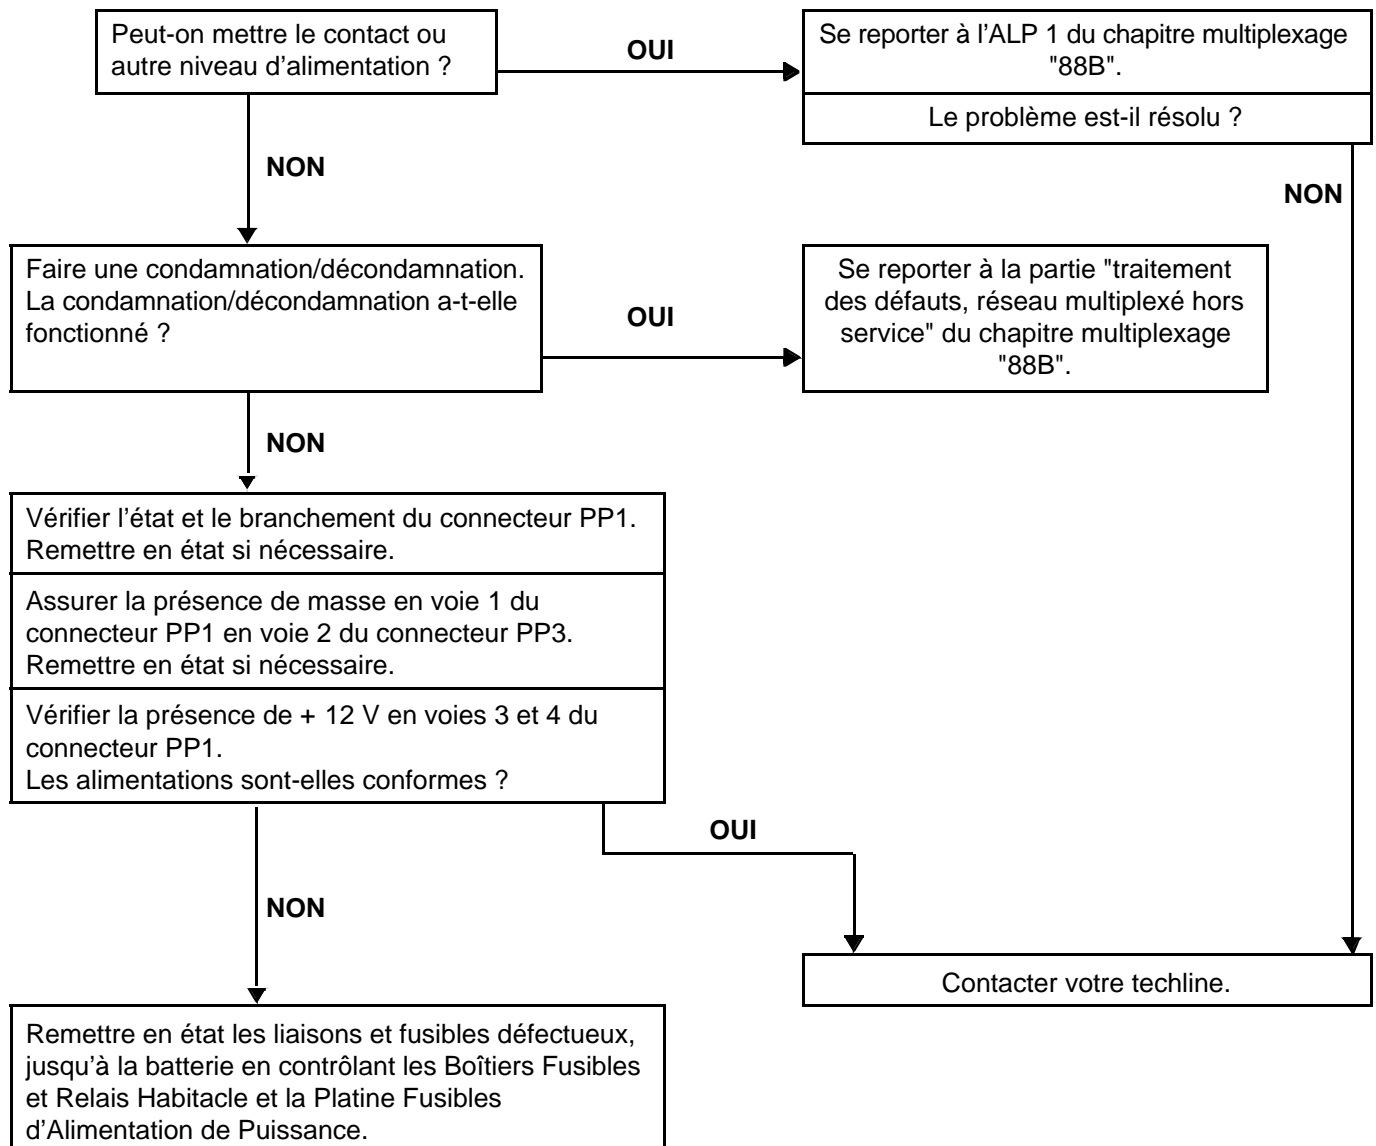 Peut-on mettre le contact ou
autre niveau d'alimentation ?
OUI
Se reporter à l'ALP 1 du chapitre multiplexage
"88B".
Le problème est-il résolu ?
NON
NON
Faire une condamnation/décondamnation.
La condamnation/décondamnation a-t-elle
fonctionné ?
OUI
Se reporter à la partie "traitement
des défauts, réseau multiplexé hors
service" du chapitre multiplexage
"88B".
NON
Vérifier l'état et le branchement du connecteur PP1.
Remettre en état si nécessaire.
Assurer la présence de masse en voie 1 du
connecteur PP1 en voie 2 du connecteur PP3.
Remettre en état si nécessaire.
Vérifier la présence de + 12 V en voies 3 et 4 du
connecteur PP1.
Les alimentations sont-elles conformes ?
OUI
NON
Contacter votre techline.
Remettre en état les liaisons et fusibles défectueux,
jusqu'à la batterie en contrôlant les Boîtiers Fusibles
et Relais Habitacle et la Platine Fusibles
d'Alimentation de Puissance.